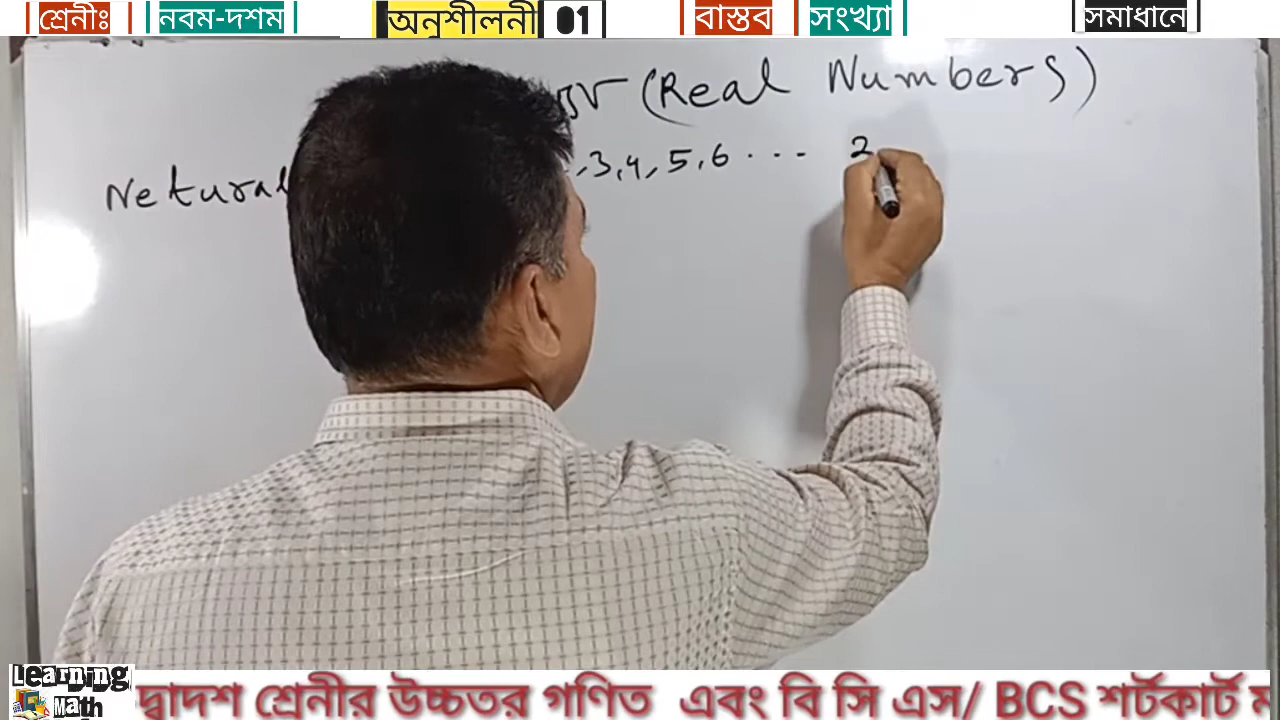 শ্রেনীঃ নবম-দশম অনুশীলনী 01 বাস্তব সংখ্যা সমাধানে
(Real Numbers)
Netural ,3,4,5,6 ... 2
Learning দ্বাদশ শ্রেনীর উচ্চতর গণিত এবং বি সি এস/ BCS শর্টকার্ট
Math